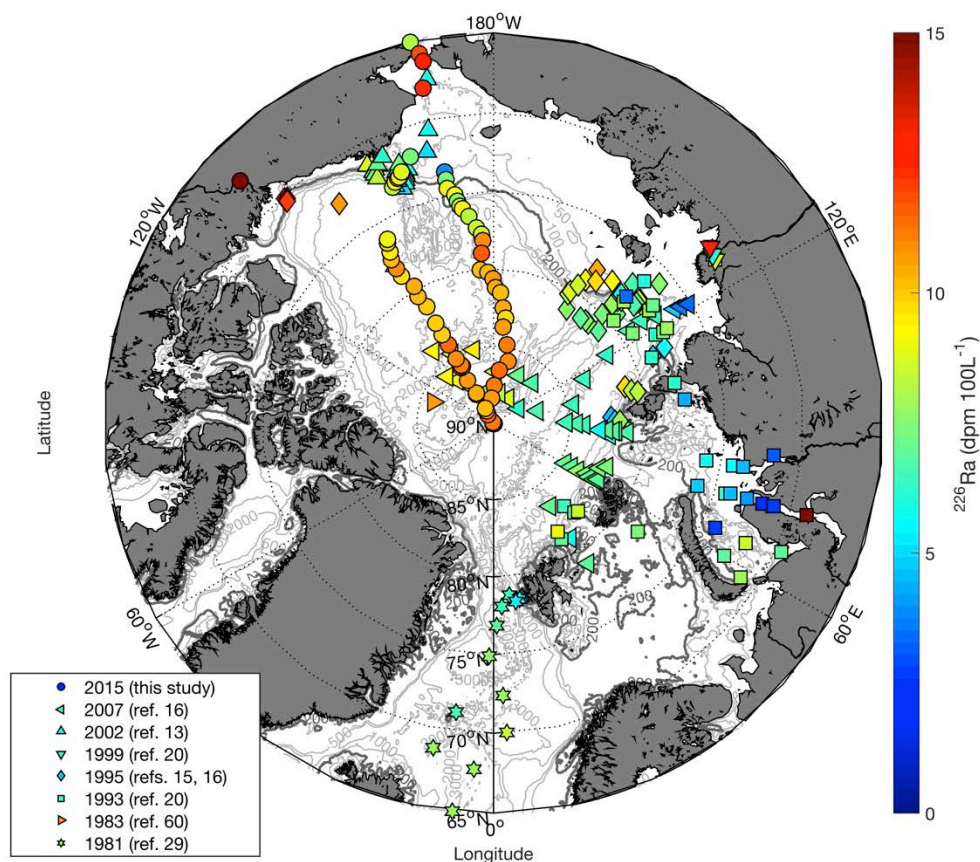 180°W
15
120°W
120°E
10
²²⁶Ra (dpm 100l⁻¹)
Latitude
90°N
200
85°N
80°N
5
200
75°N
60°W
60°E
70°N
65°N
0
0°
Longitude
2015 (this study)
2007 (ref. 16)
2002 (ref. 13)
1999 (ref. 20)
1995 (refs. 15, 16)
1993 (ref. 20)
1983 (ref. 60)
1981 (ref. 29)